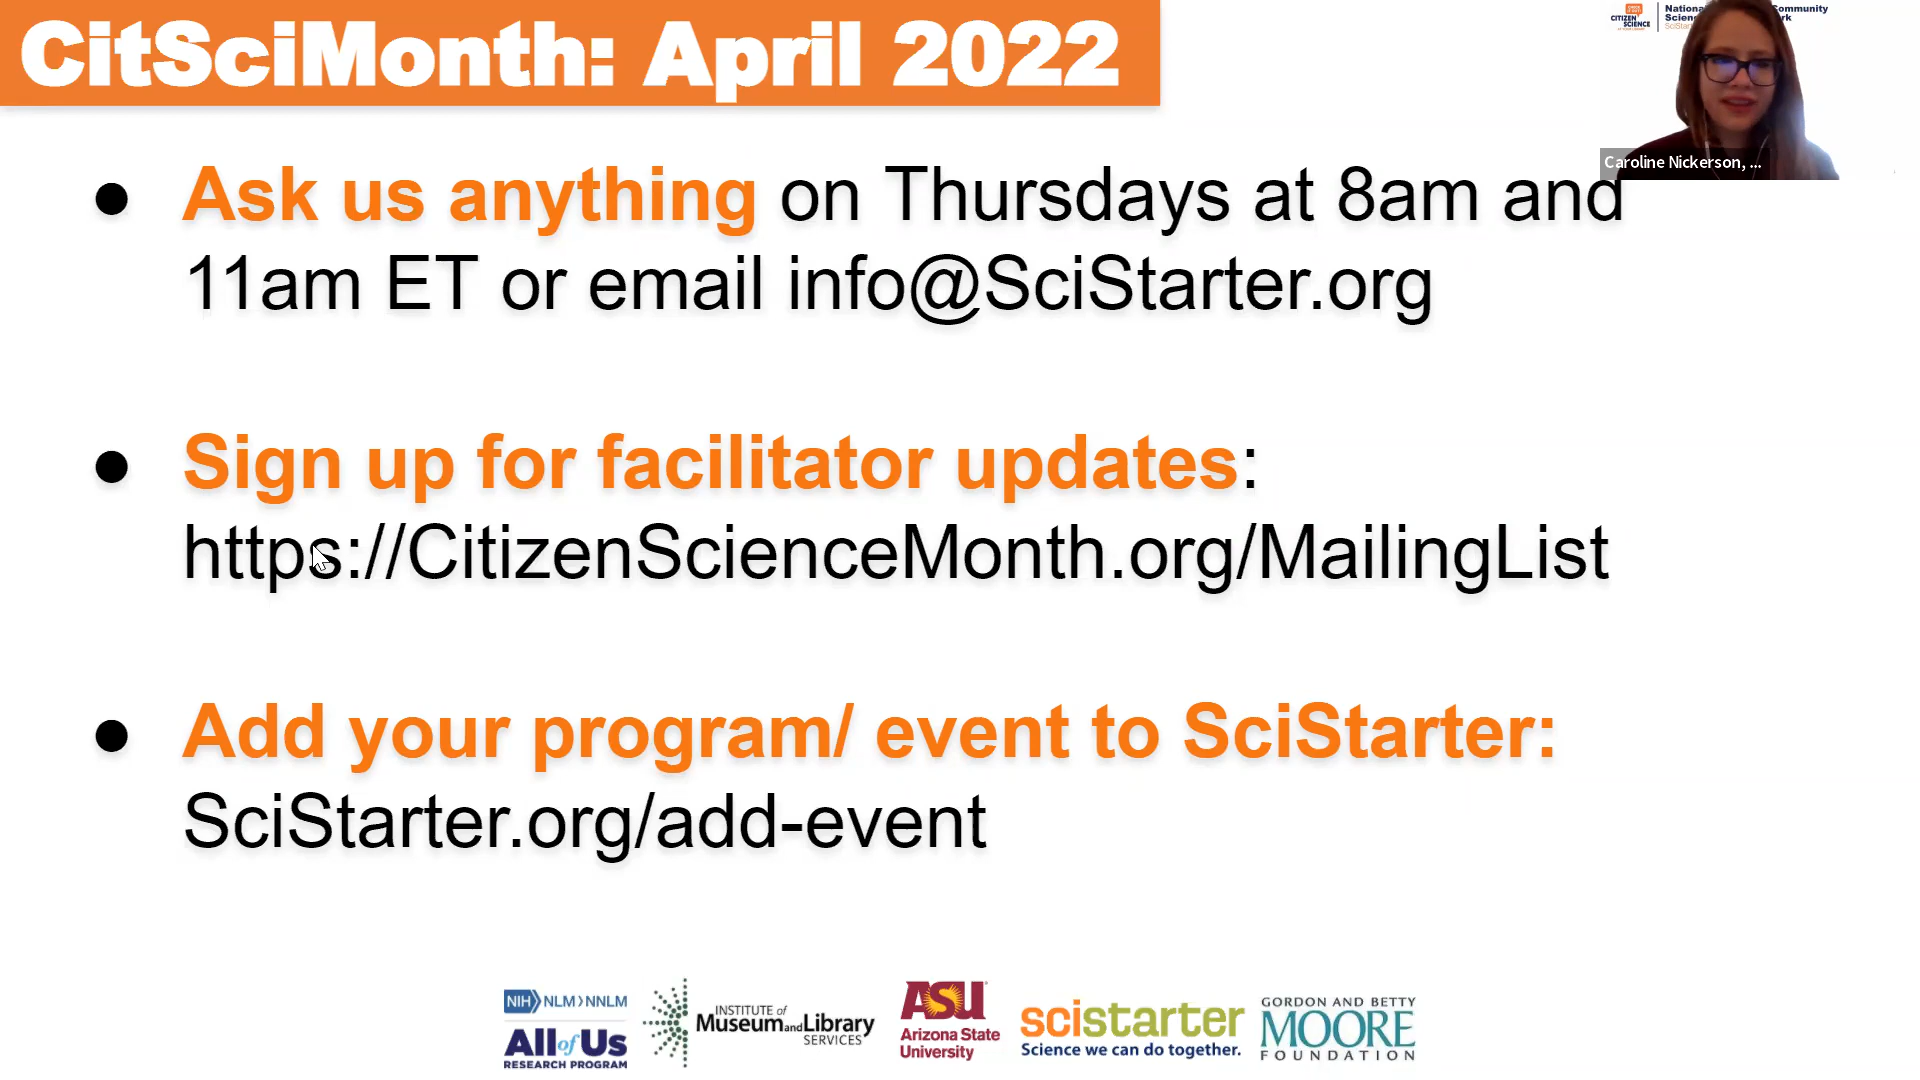 CitSciMonth: April 2022
CITIZEN SCIENCE
Caroline Nickerson, ...
● Ask us anything on Thursdays at 8am and
11am ET or email info@SciStarter.org
● Sign up for facilitator updates:
https://CitizenScienceMonth.org/MailingList
● Add your program/ event to SciStarter:
SciStarter.org/add-event
NIH NLM NNLM
All of Us
RESEARCH PROGRAM
INSTITUTE of
Museum and Library
SERVICES
ASU
Arizona State
University
scistarter
Science we can do together.
GORDON AND BETTY
MOORE
FOUNDATION